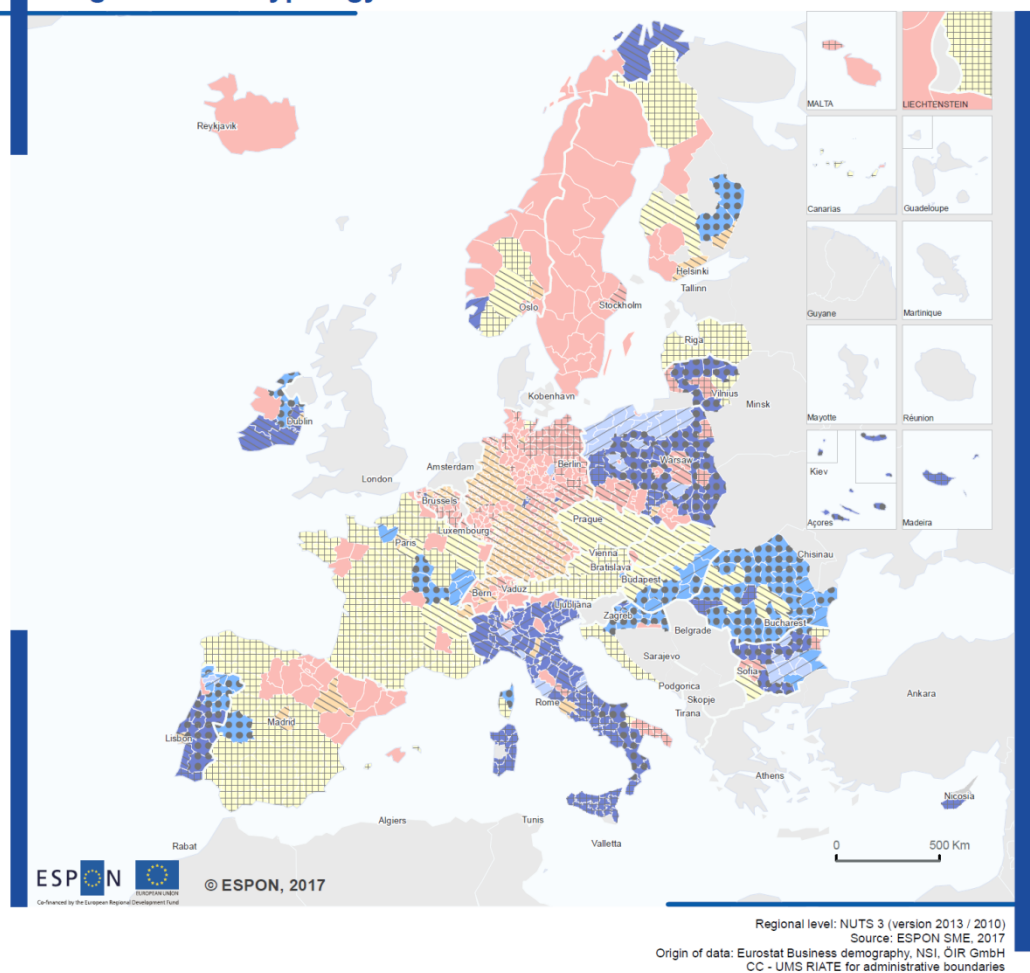 MALTA
LIECHTENSTEIN
Reykjavik
Canarias
Guadeloupe
Helsinki
Tallinn
Oslo
Stockholm
Guyane
Martinique
Riga
Kobenhavn
Vilnius
Minsk
Mayotte
Réunion
Dublin
Amsterdam
Berlin
Warsaw
London
Kiev
Brussels
Açores
Madeira
Prague
Luxembourg
Paris
Vienna
Bratislava
Chisinau
Budapest
Bern
Vaduz
Ljubljana
Zagreb
Bucharest
Belgrade
Sarajevo
Sofia
Podgorica
Skopje
Rome
Tirana
Ankara
Madrid
Lisbon
Athens
Nicosia
Algiers
Tunis
Valletta
Rabat
0 500 Km
ESPON
EUROPEAN UNION
Co-financed by the European Regional Development Fund
© ESPON, 2017
Regional level: NUTS 3 (version 2013 / 2010)
Source: ESPON SME, 2017
Origin of data: Eurostat Business demography, NSI, ÖIR GmbH
CC - UMS RIATE for administrative boundaries